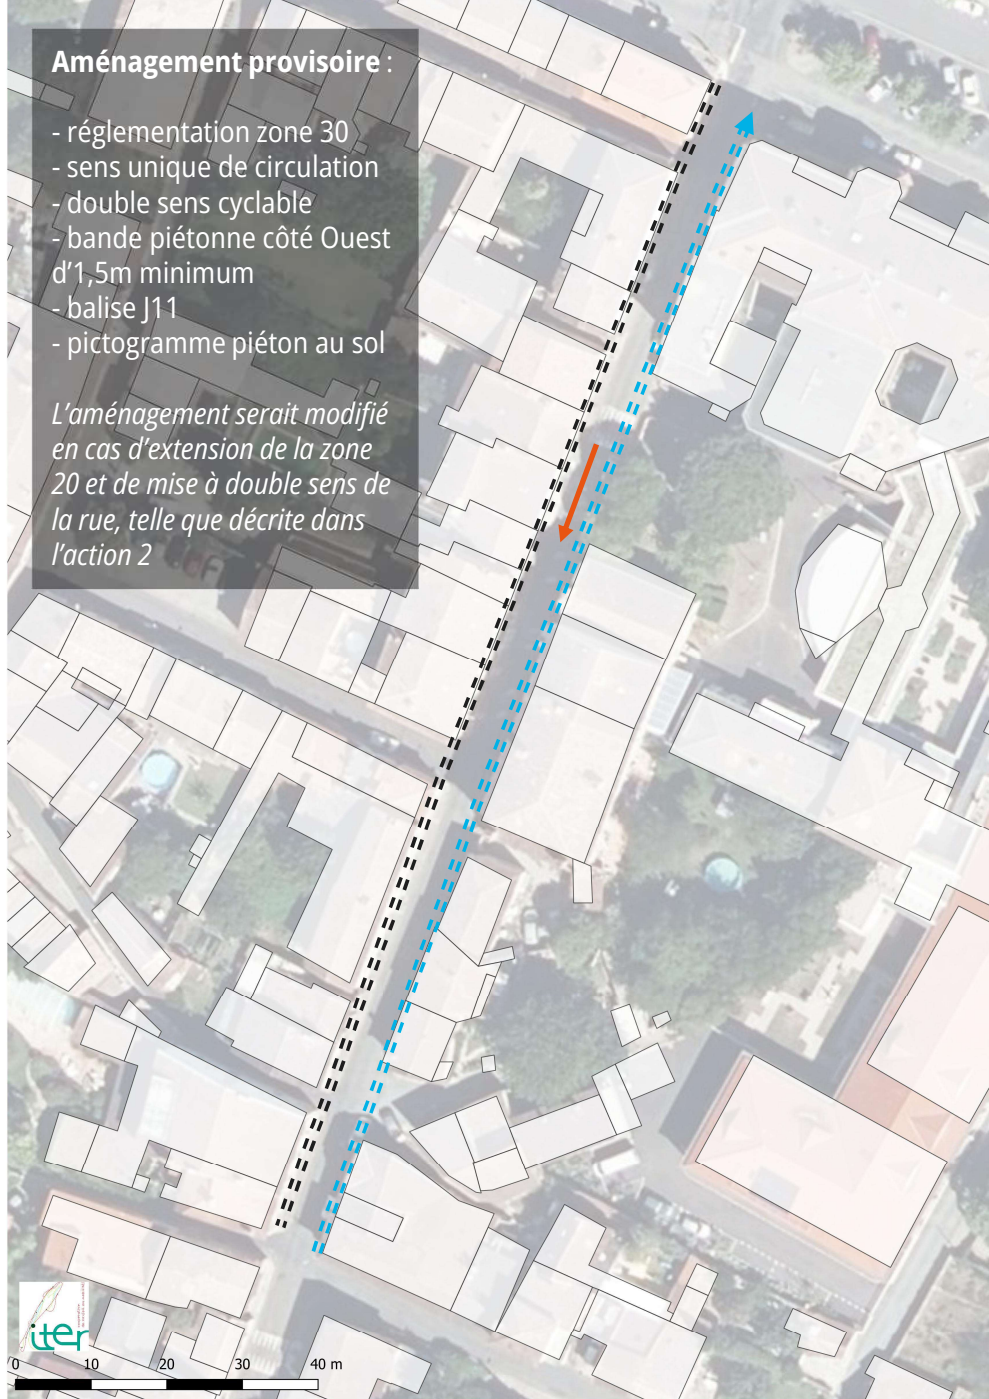 Aménagement provisoire :
- réglementation zone 30
- sens unique de circulation
- double sens cyclable
- bande piétonne côté Ouest
d'1,5m minimum
- balise J11
- pictogramme piéton au sol
L'aménagement serait modifié
en cas d'extension de la zone
20 et de mise à double sens de
la rue, telle que décrite dans
l'action 2
iter
0 10 20 30 40 m